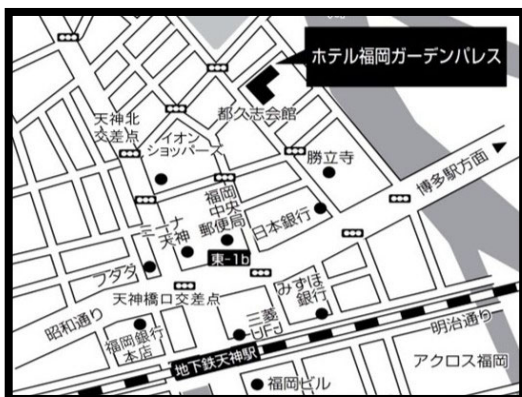 ホテル福岡ガーデンパレス
天神北
交差点
都久志会館
イオン
ショッパーズ
勝立寺
博多駅方面
福岡
中央
郵便局
日本銀行
ミーナ
天神
東-1b
フタタ
天神橋口交差点
みずほ
銀行
昭和通り
福岡銀行
本店
三菱
UFJ
明治通り
地下鉄天神駅
アクロス福岡
福岡ビル